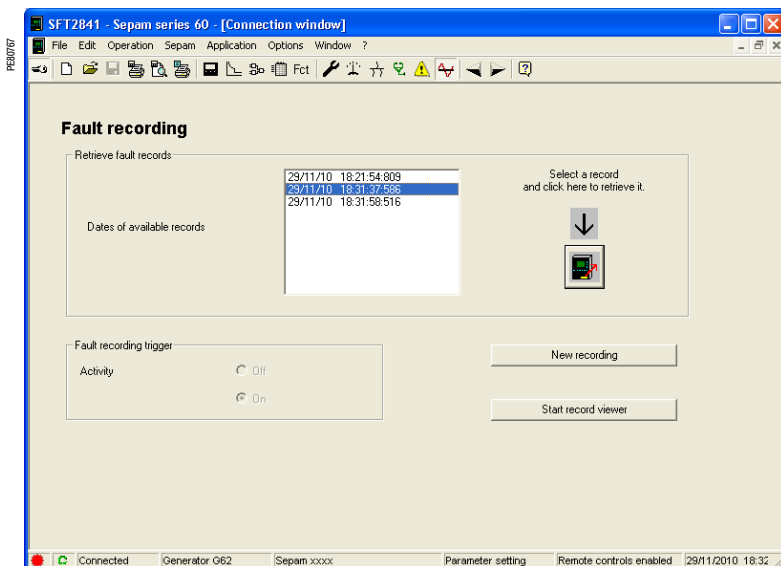 PE80767
SFT2841 - Sepam series 60 - [Connection window]
File Edit Operation Sepam Application Options Window ?
Fct
Fault recording
Retrieve fault records
Dates of available records
29/11/10 18:21:54:809
29/11/10 18:31:37:586
29/11/10 18:31:58:516
Select a record
and click here to retrieve it.
Fault recording trigger
Activity
Off
On
New recording
Start record viewer
Connected Generator G62 Sepam xxxx Parameter setting Remote controls enabled 29/11/2010 18:32